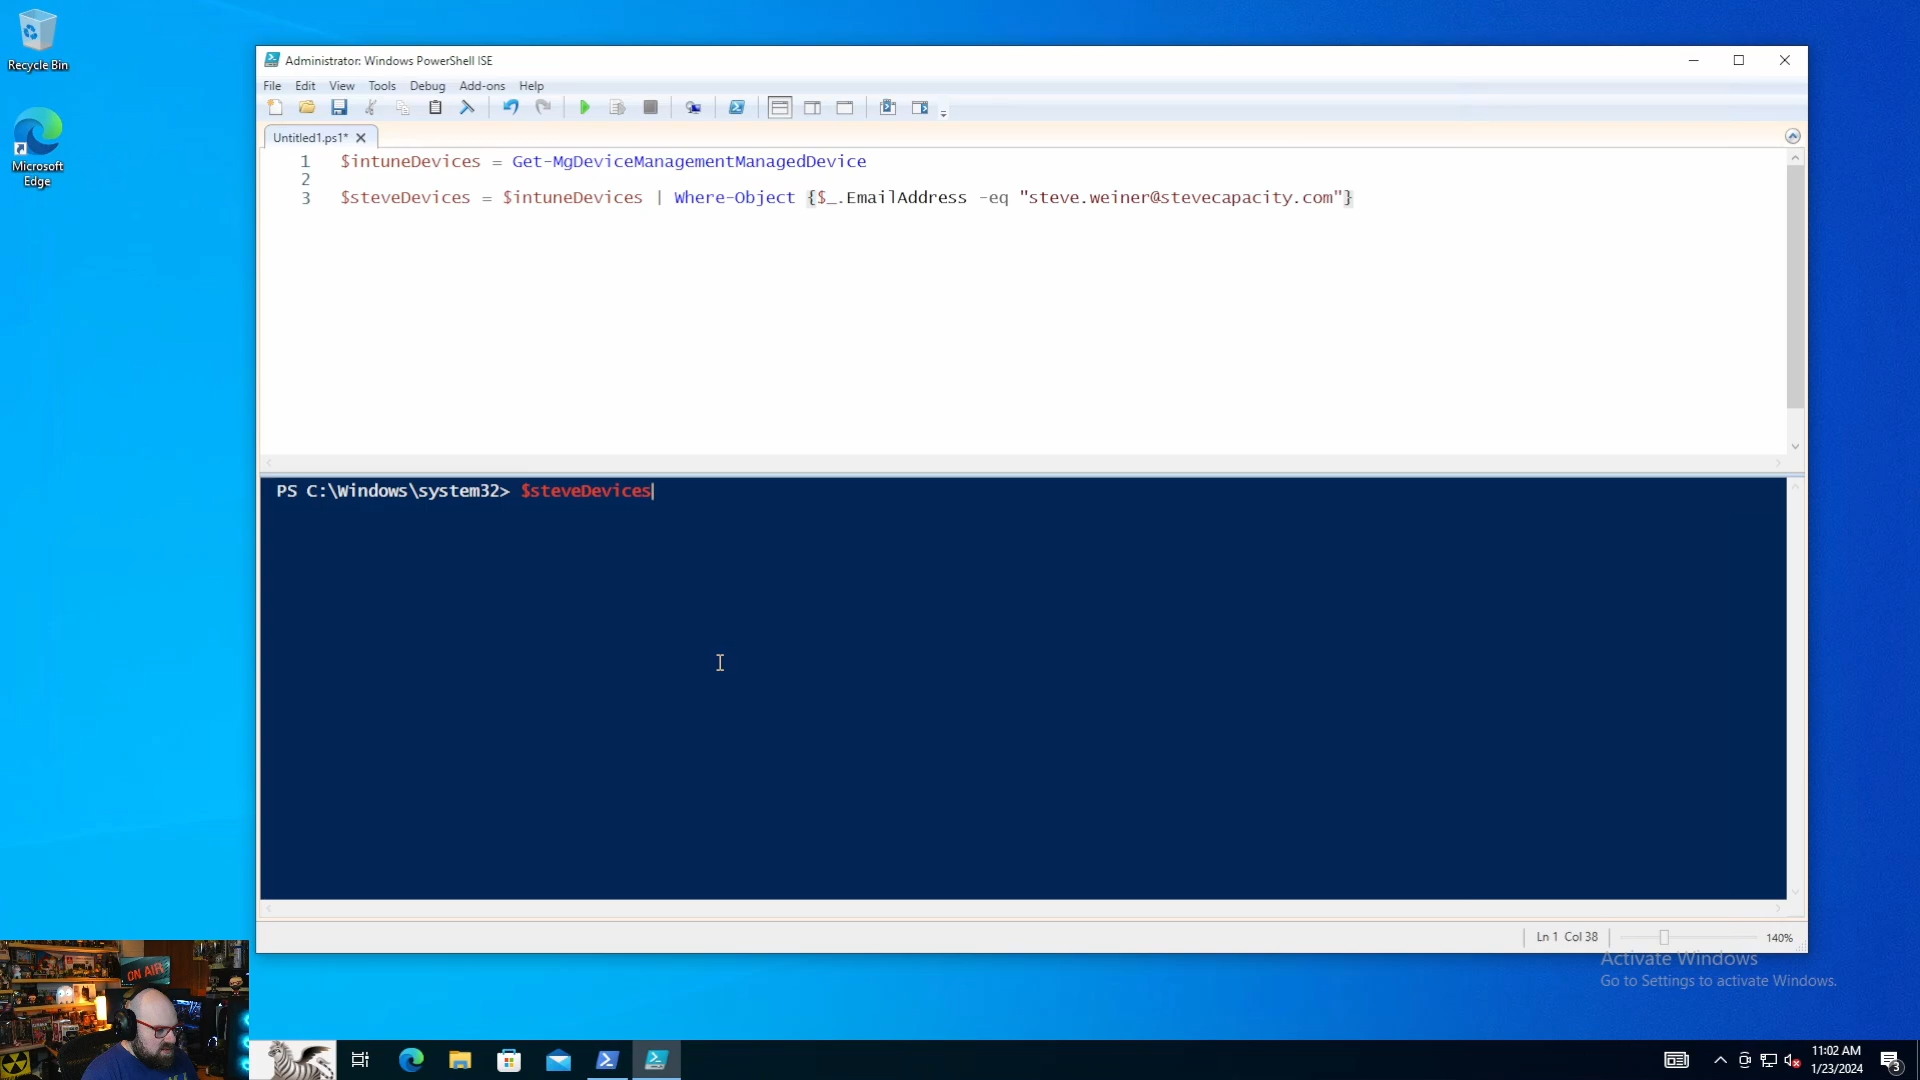 Recycle Bin
Microsoft
Edge
Administrator: Windows PowerShell ISE
File Edit View Tools Debug Add-ons Help
Untitled1.ps1*
1 $intuneDevices = Get-MgDeviceManagementManagedDevice
2
3 $steveDevices = $intuneDevices | Where-Object {$_.EmailAddress -eq "steve.weiner@stevecapacity.com"}
PS C:\Windows\system32> $steveDevices
Ln 1 Col 38
140%
Activate Windows
Go to Settings to activate Windows.
ON AIR
11:02 AM
1/23/2024
3